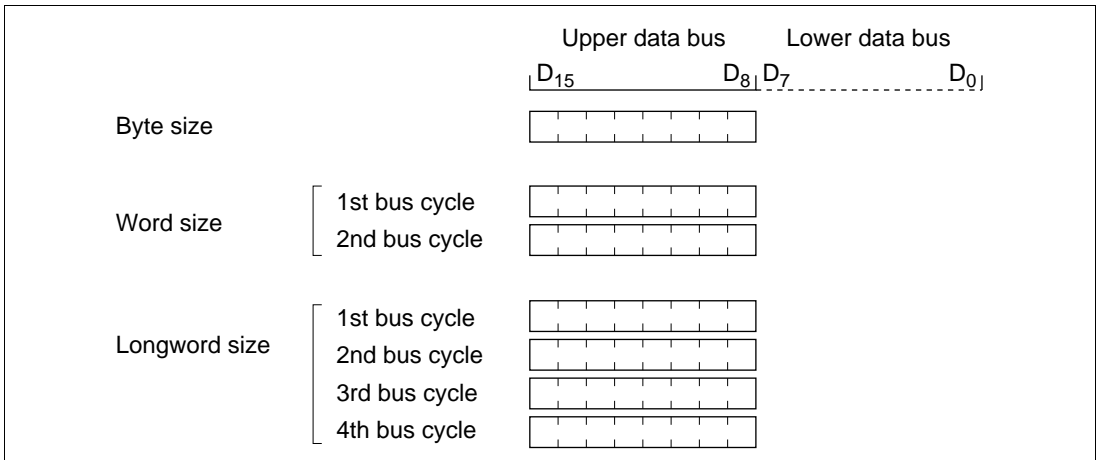 Upper data bus Lower data bus
D15 D8 D7 D0
Byte size
Word size
1st bus cycle
2nd bus cycle
Longword size
1st bus cycle
2nd bus cycle
3rd bus cycle
4th bus cycle